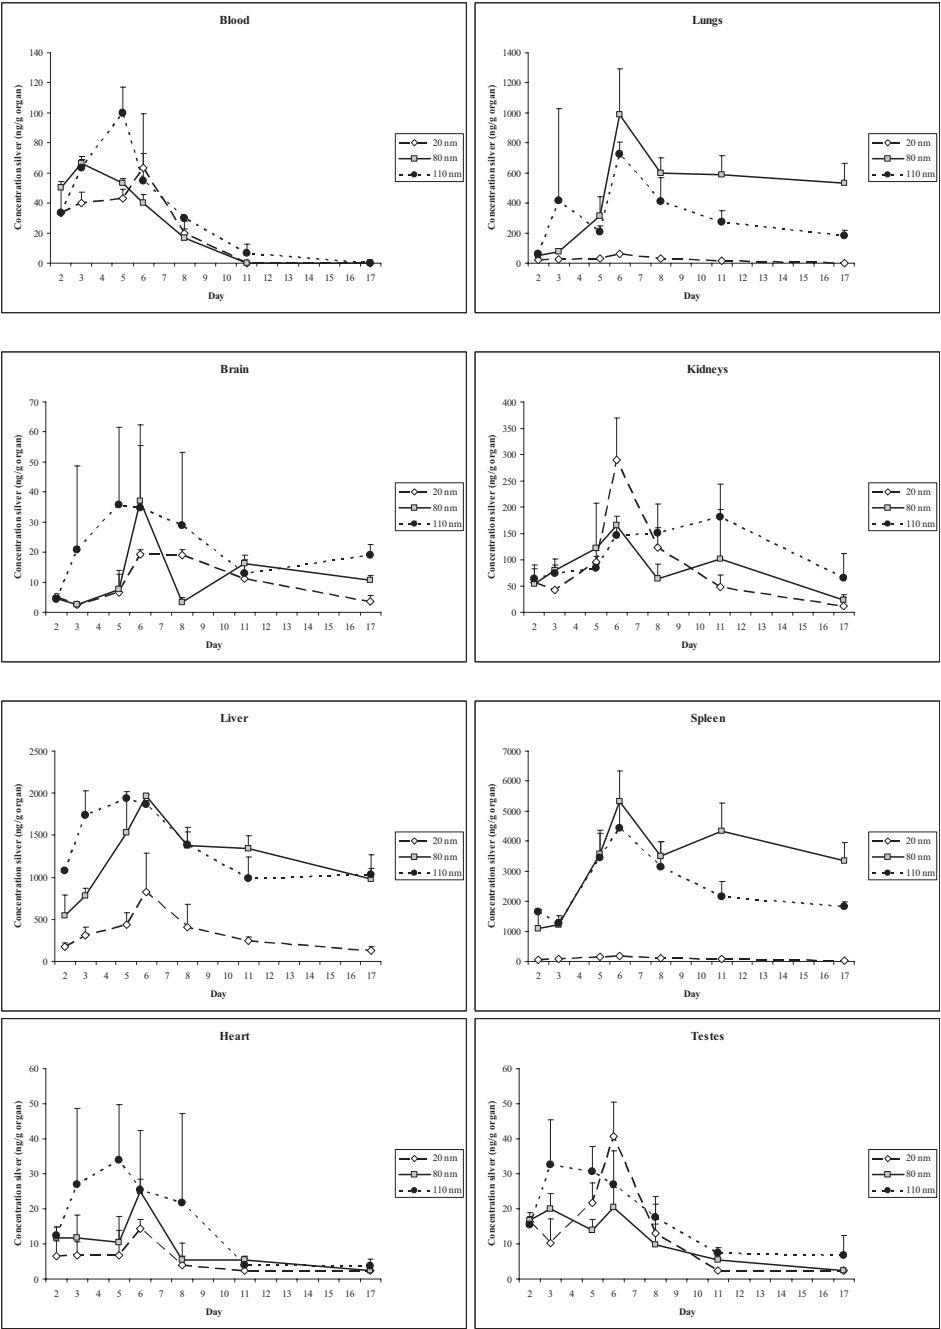 Blood
Concentration silver (ng/g organ)
140
120
100
80
60
40
20
0
2 3 4 5 6 7 8 9 10 11 12 13 14 15 16 17
Day
20 nm
80 nm
110 nm
Lungs
Concentration silver (ng/g organ)
1400
1200
1000
800
600
400
200
0
2 3 4 5 6 7 8 9 10 11 12 13 14 15 16 17
Day
20 nm
80 nm
110 nm
Brain
Concentration silver (ng/g organ)
70
60
50
40
30
20
10
0
2 3 4 5 6 7 8 9 10 11 12 13 14 15 16 17
Day
20 nm
80 nm
110 nm
Kidneys
Concentration silver (ng/g organ)
400
350
300
250
200
150
100
50
0
2 3 4 5 6 7 8 9 10 11 12 13 14 15 16 17
Day
20 nm
80 nm
110 nm
Liver
Concentration silver (ng/g organ)
2500
2000
1500
1000
500
0
2 3 4 5 6 7 8 9 10 11 12 13 14 15 16 17
Day
20 nm
80 nm
110 nm
Spleen
Concentration silver (ng/g organ)
7000
6000
5000
4000
3000
2000
1000
0
2 3 4 5 6 7 8 9 10 11 12 13 14 15 16 17
Day
20 nm
80 nm
110 nm
Heart
Concentration silver (ng/g organ)
60
50
40
30
20
10
0
2 3 4 5 6 7 8 9 10 11 12 13 14 15 16 17
Day
20 nm
80 nm
110 nm
Testes
Concentration silver (ng/g organ)
60
50
40
30
20
10
0
2 3 4 5 6 7 8 9 10 11 12 13 14 15 16 17
Day
20 nm
80 nm
110 nm